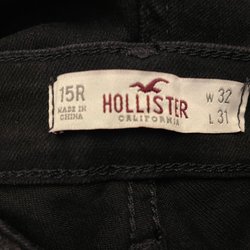 15R
MADE IN
CHINA
HOLLISTER
CALIFORNIA
W 32
L 31